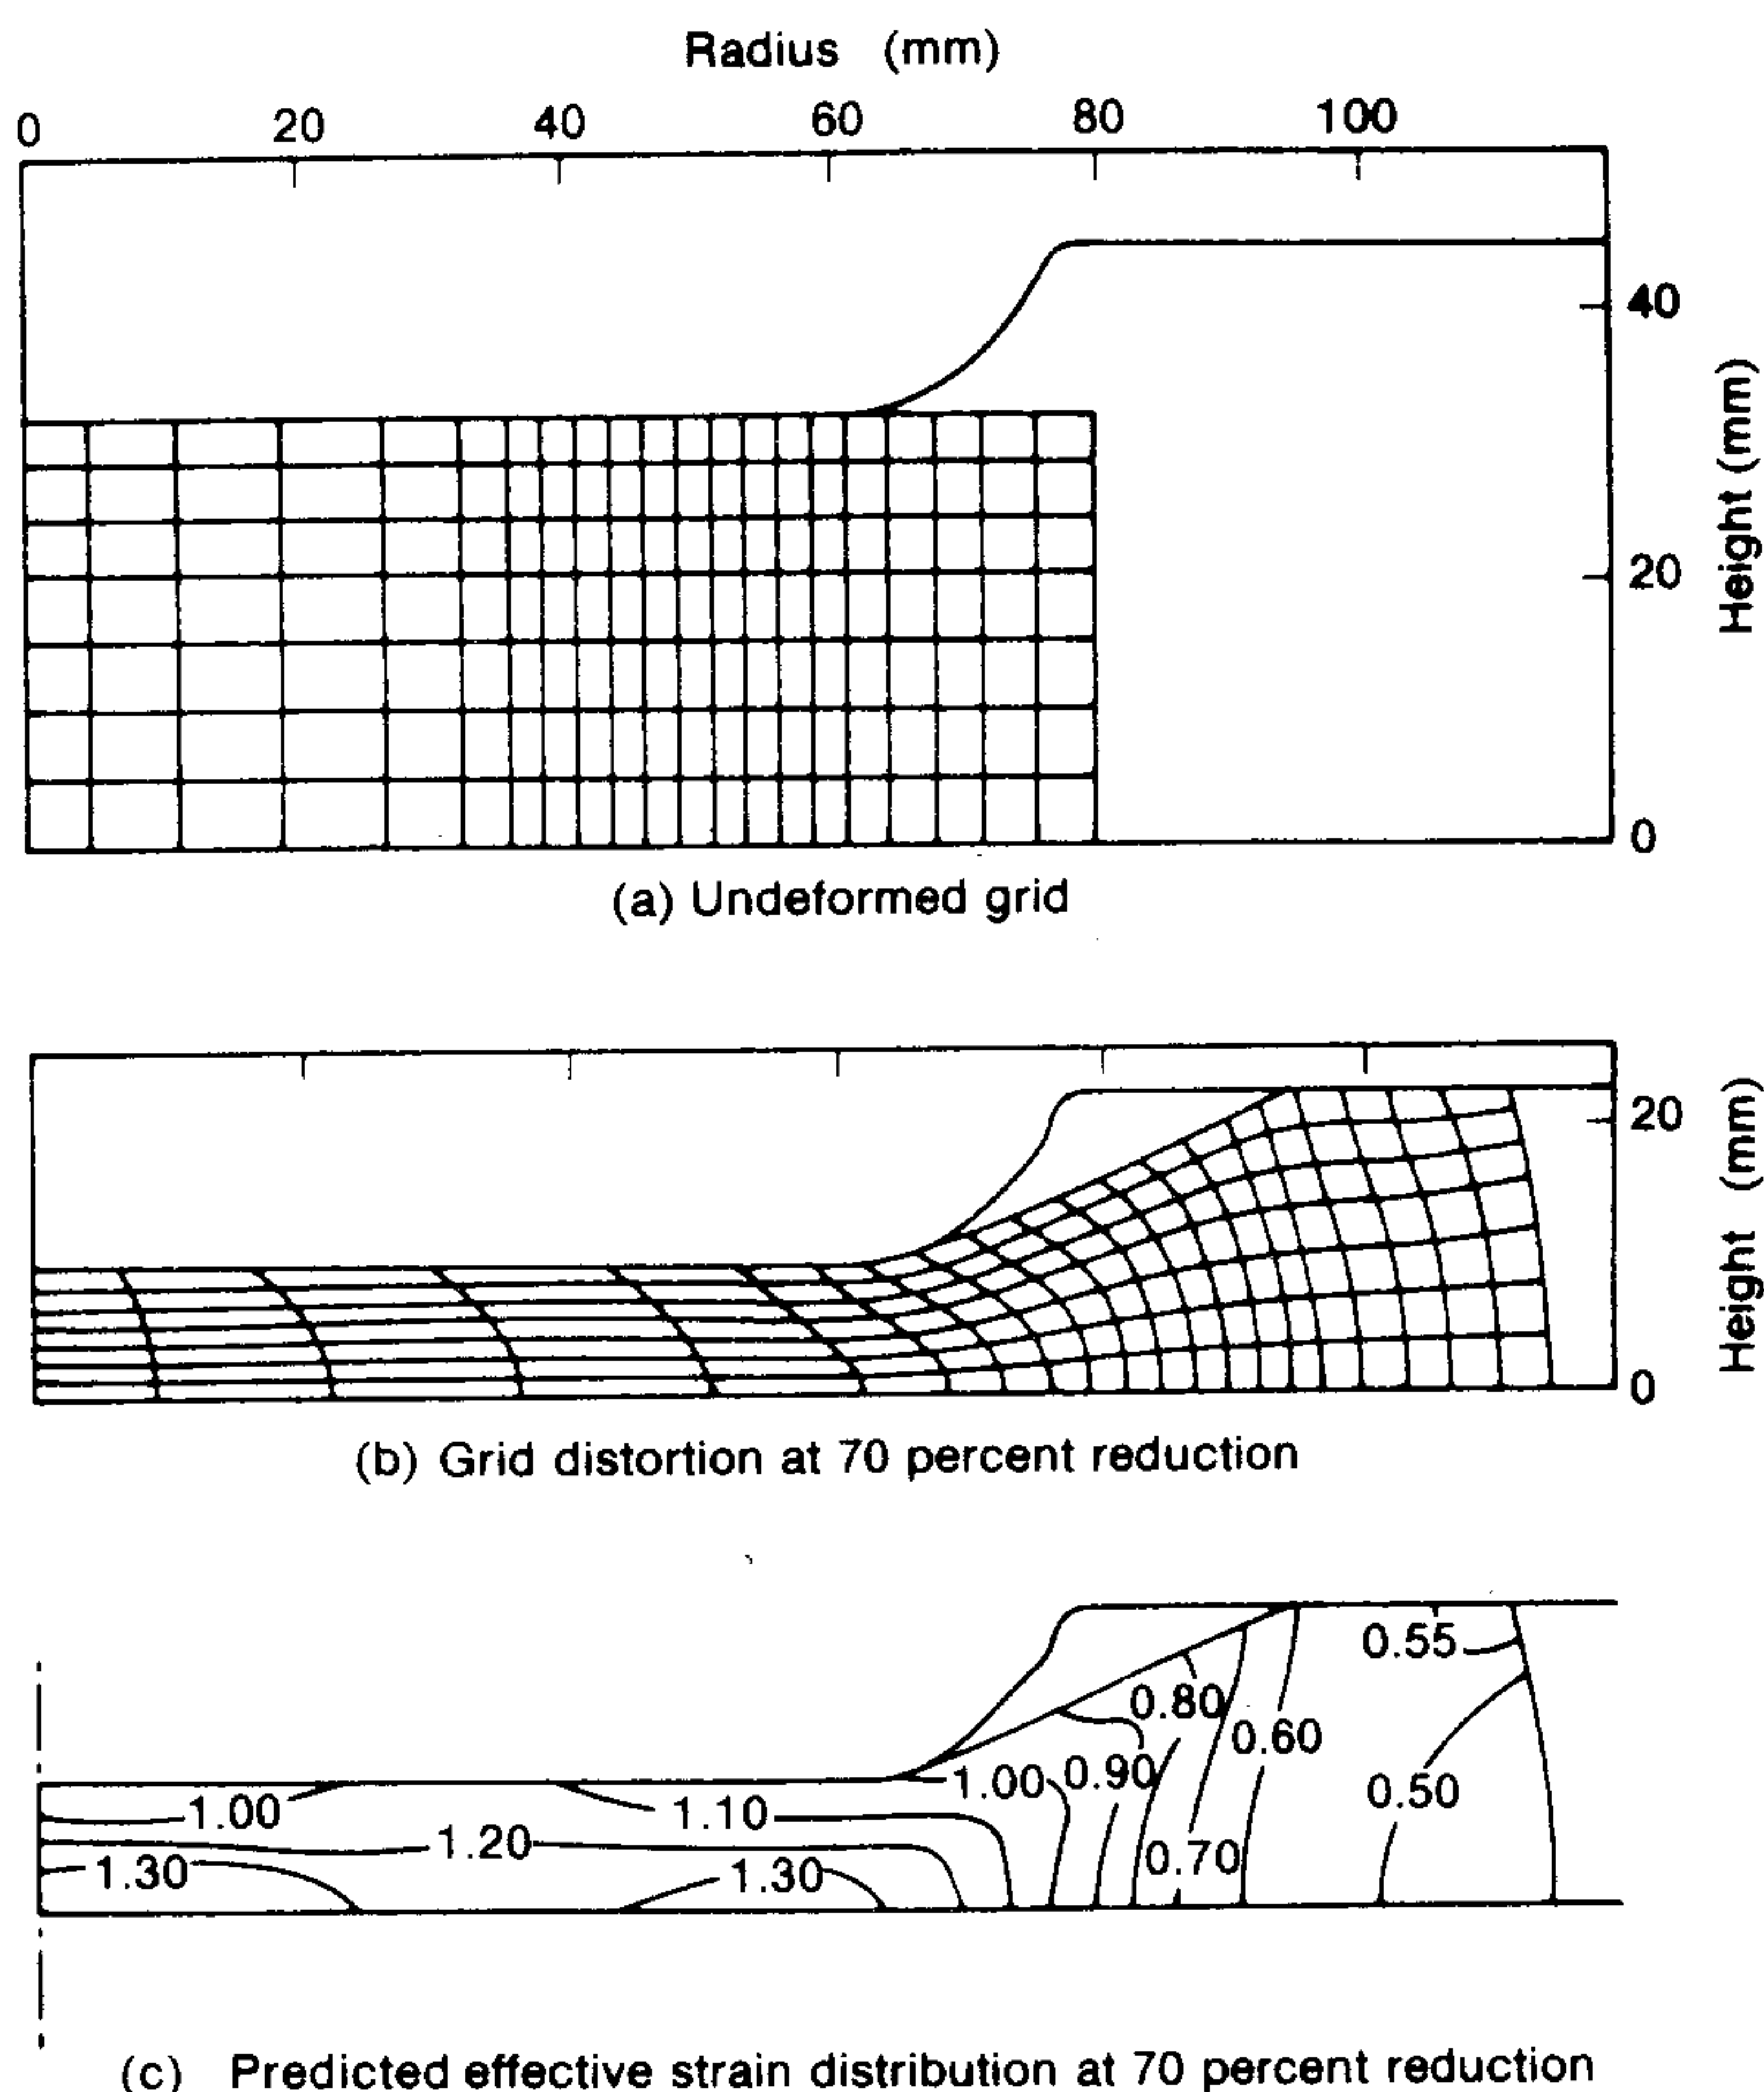 Radius (mm)
0 20 40 60 80 100
40
20
0
Height (mm)
(a) Undeformed grid
20
0
Height (mm)
(b) Grid distortion at 70 percent reduction
0.55
0.80
0.60
1.00 0.90
0.50
1.00
1.10
1.20
0.70
1.30
1.30
(c) Predicted effective strain distribution at 70 percent reduction